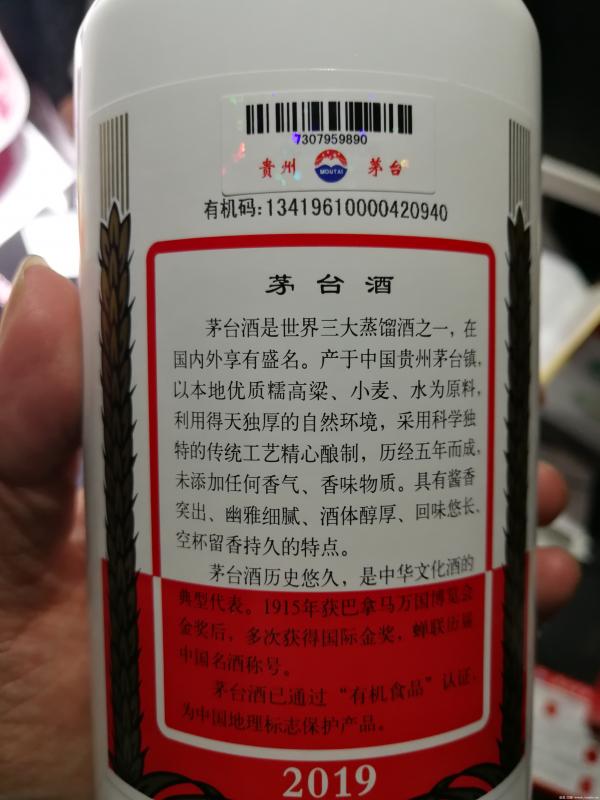 7307959890
贵州 MOUTAI 茅台
有机码:13419610000420940
茅台酒
茅台酒是世界三大蒸馏酒之一，在
国内外享有盛名。产于中国贵州茅台镇，
以本地优质糯高粱、小麦、水为原料，
利用得天独厚的自然环境，采用科学独
特的传统工艺精心酿制，历经五年而成，
未添加任何香气、香味物质。具有酱香
突出、幽雅细腻、酒体醇厚、回味悠长、
空杯留香持久的特点。
茅台酒历史悠久，是中华文化酒的
典型代表。1915年获巴拿马万国博览会
金奖后，多次获得国际金奖，蝉联历届
中国名酒称号。
茅台酒已通过“有机食品”认证，
为中国地理标志保护产品。
2019